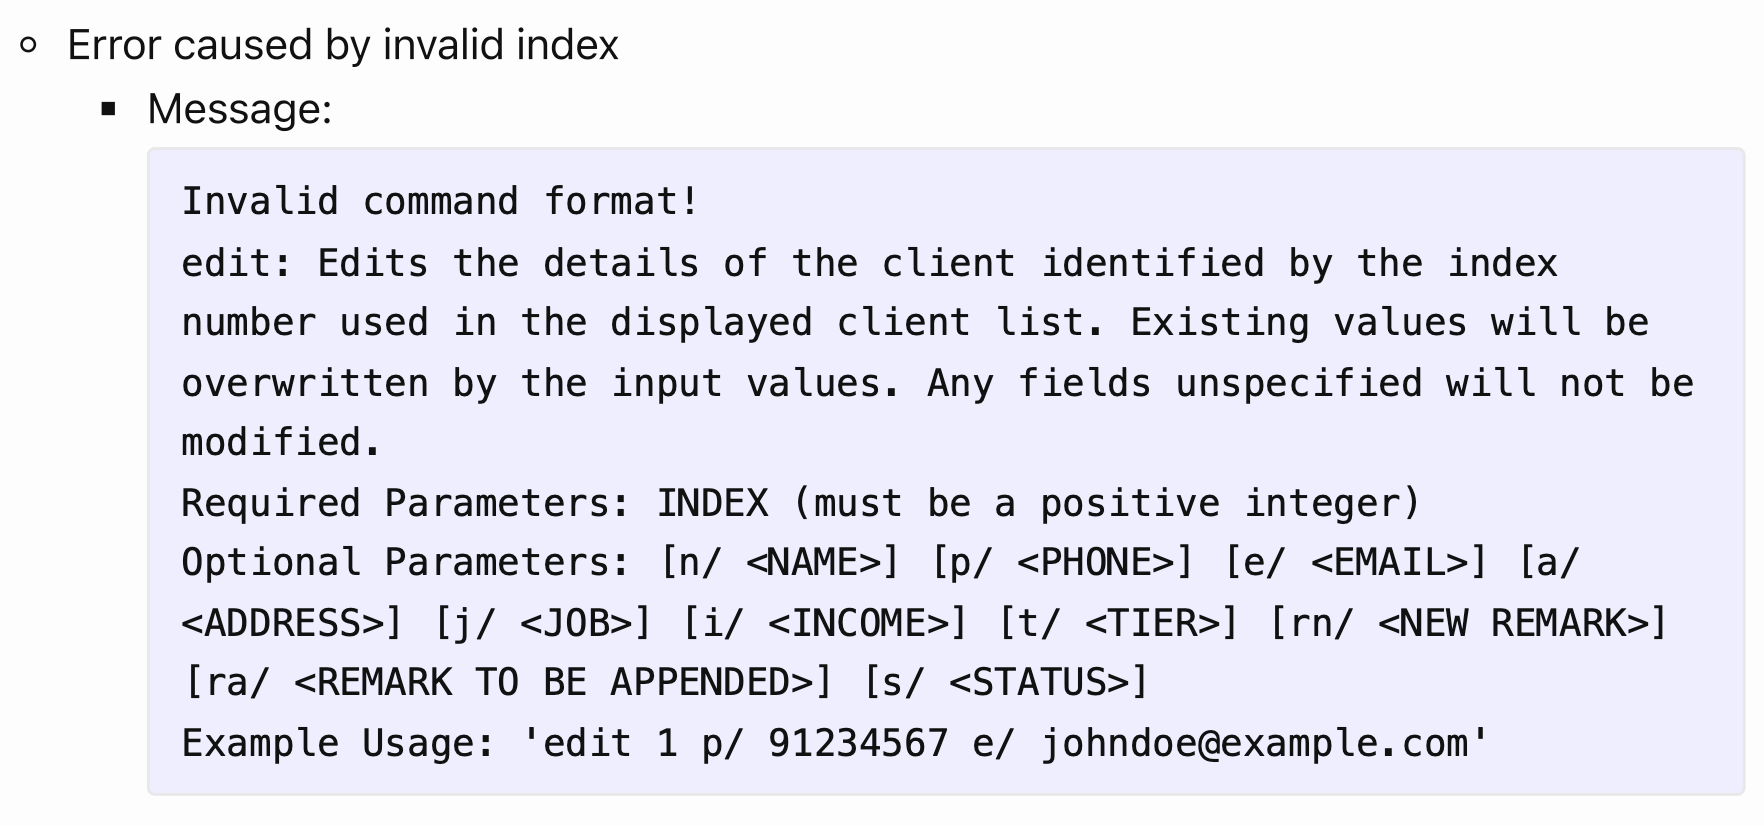 Error caused by invalid index
Message:
Invalid command format!
edit: Edits the details of the client identified by the index
number used in the displayed client list. Existing values will be
overwritten by the input values. Any fields unspecified will not be
modified.
Required Parameters: INDEX (must be a positive integer)
Optional Parameters: [n/ <NAME>] [p/ <PHONE>] [e/ <EMAIL>] [a/
<ADDRESS>] [j/ <JOB>] [i/ <INCOME>] [t/ <TIER>] [rn/ <NEW REMARK>]
[ra/ <REMARK TO BE APPENDED>] [s/ <STATUS>]
Example Usage: 'edit 1 p/ 91234567 e/ johndoe@example.com'